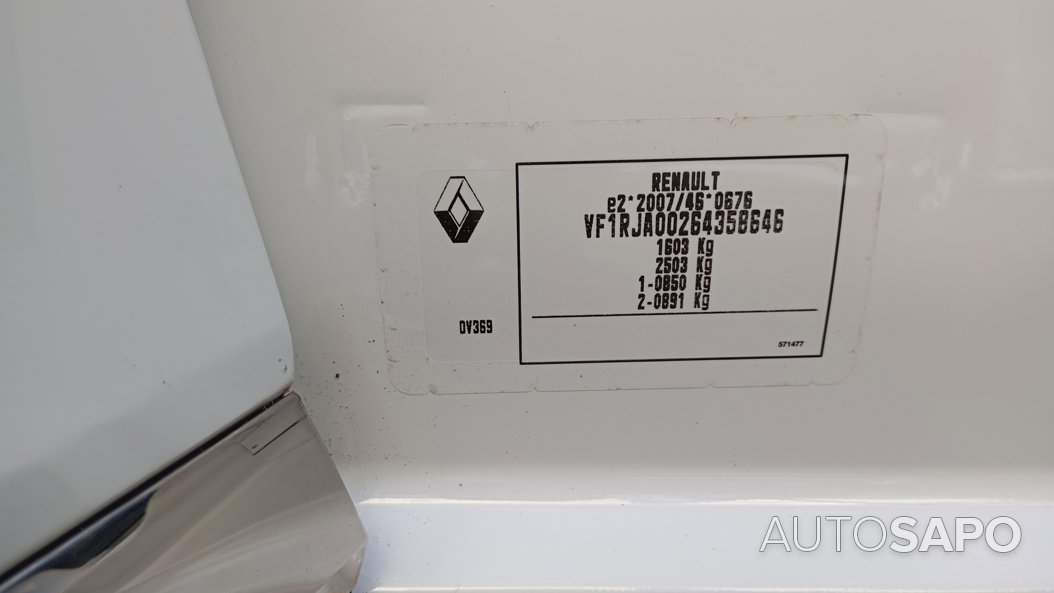 RENAULT
e2*2007/46*0676
VF1RJA00264358646
1603 Kg
2503 Kg
1-0850 Kg
2-0891 Kg
DV369
571477
AUTOSAPO